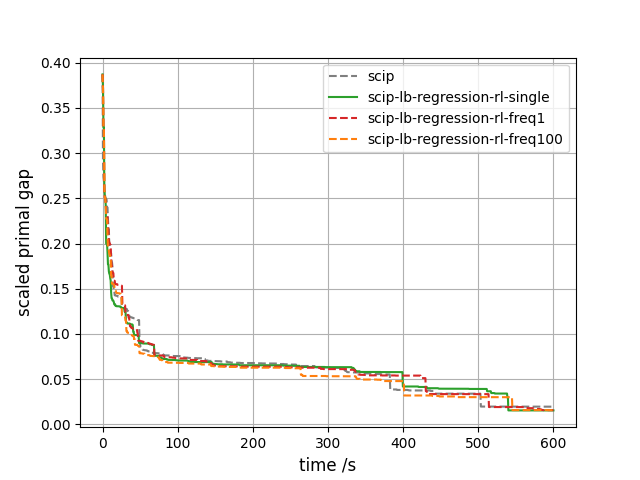 0.40
0.35
0.30
0.25
0.20
0.15
0.10
0.05
0.00
scaled primal gap
scip
scip-lb-regression-rl-single
scip-lb-regression-rl-freq1
scip-lb-regression-rl-freq100
0 100 200 300 400 500 600
time /s